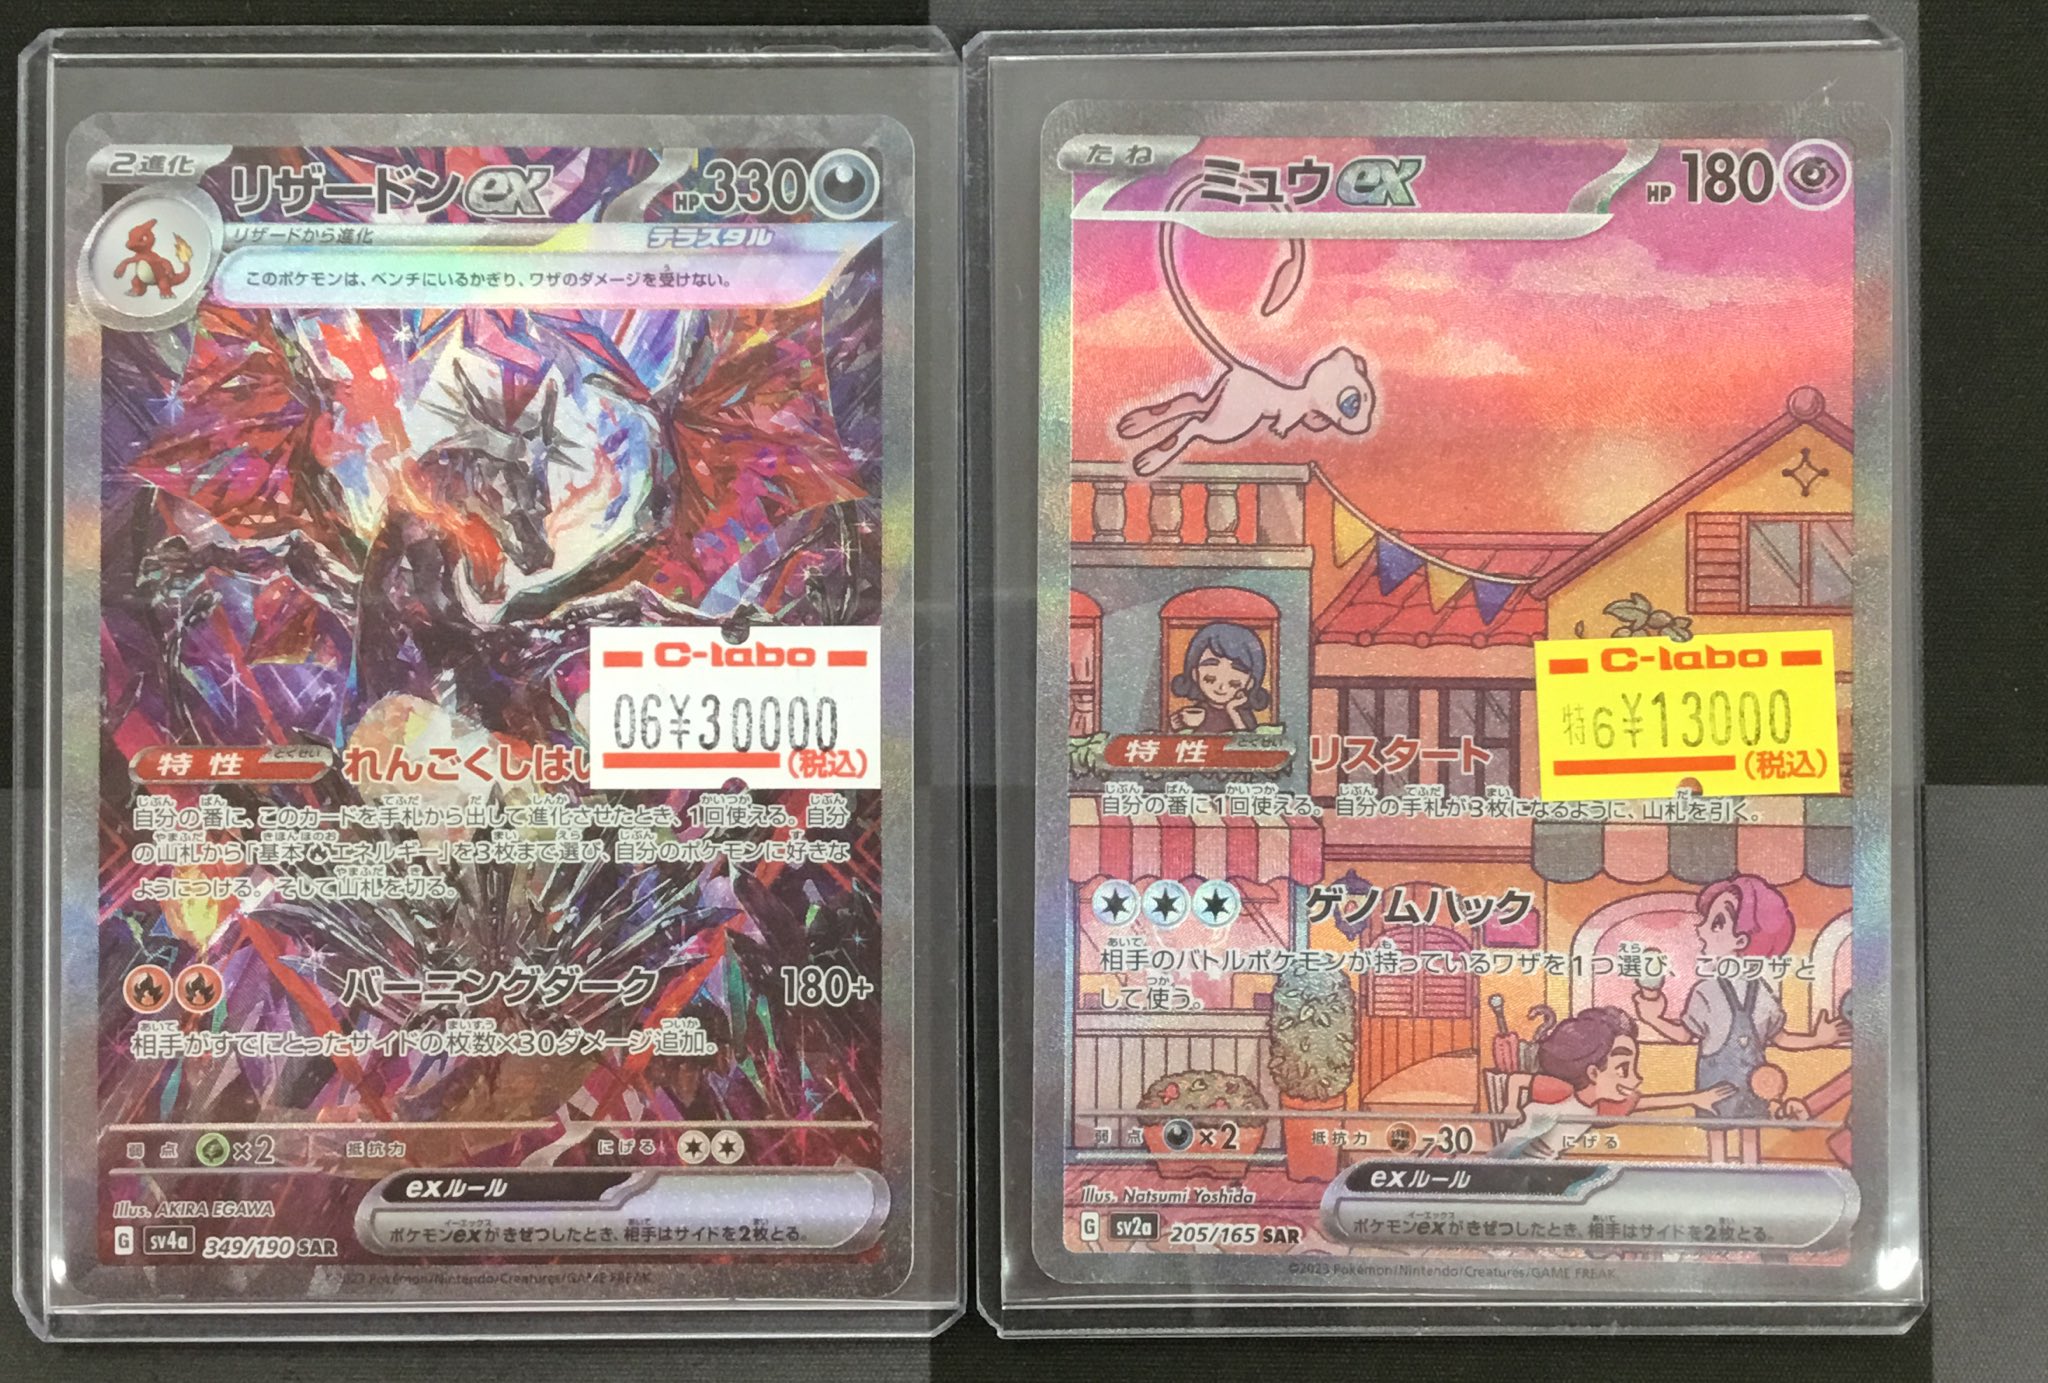 2進化
リザードンex
HP330
リザードから進化
テラスタル
このポケモンは、ベンチにいるかぎり、ワザのダメージを受けない。
C-labo
06¥30000
(税込)
特性
とくせい
れんごくしはい
自分の番に、このカードを手札から出して進化させたとき、1回使える。自分
の山札から「基本エネルギー」を3枚まで選び、自分のポケモンに好きな
ようにつける。そして山札を切る。
バーニングダーク
180+
相手がすでにとったサイドの枚数×30ダメージ追加。
弱点
×2
抵抗力
にげる
Illus. AKIRA EGAWA
exルール
ポケモンexがきぜつしたとき、相手はサイドを2枚とる。
G sv4a 349/190 SAR
©2023 Pokémon/Nintendo/Creatures/GAME FREAK
たね
ミュウex
HP180
C-labo
特6¥13000
(税込)
特性
とくせい
リスタート
自分の番に1回使える。自分の手札が3枚になるように、山札を引く。
ゲノムハック
相手のバトルポケモンが持っているワザを1つ選び、このワザと
して使う。
弱点
×2
抵抗力
-30
にげる
Illus. Natsumi Yoshida
exルール
ポケモンexがきぜつしたとき、相手はサイドを2枚とる。
G sv2a 205/165 SAR
©2023 Pokémon/Nintendo/Creatures/GAME FREAK